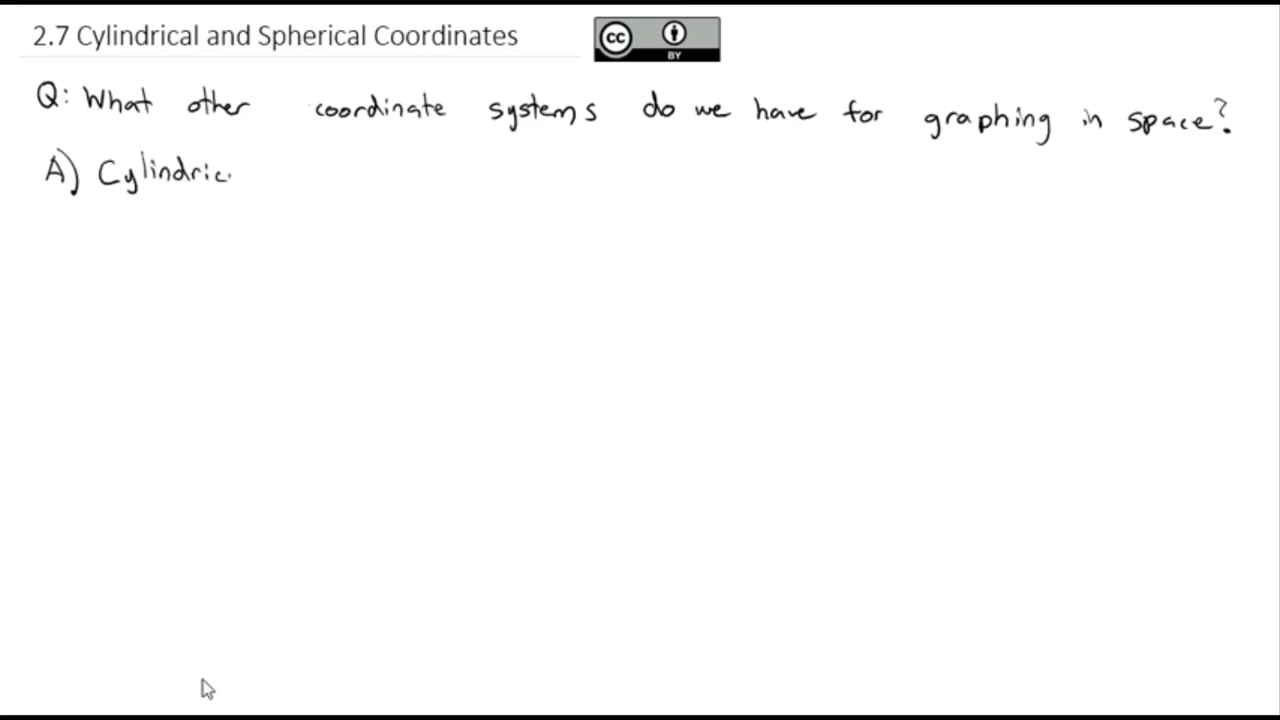 2.7 Cylindrical and Spherical Coordinates
cc
BY
Q: What other coordinate systems do we have for graphing in space?
A) Cylindric